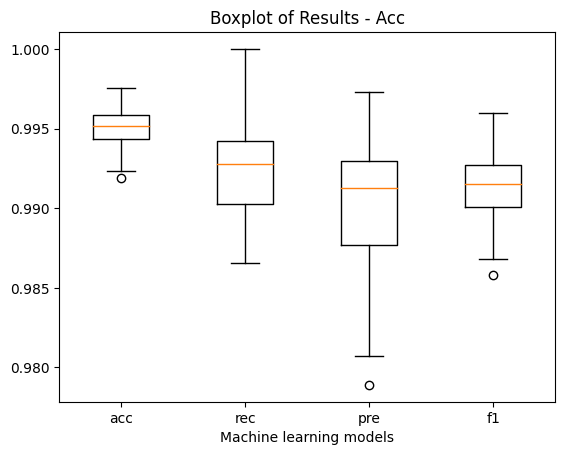 Boxplot of Results - Acc
1.000
0.995
0.990
0.985
0.980
acc rec pre f1
Machine learning models